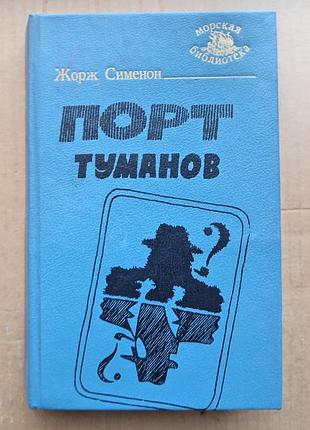 морская
библиотека
Жорж Сименон
ПОРТ
ТУМАНОВ
?
?